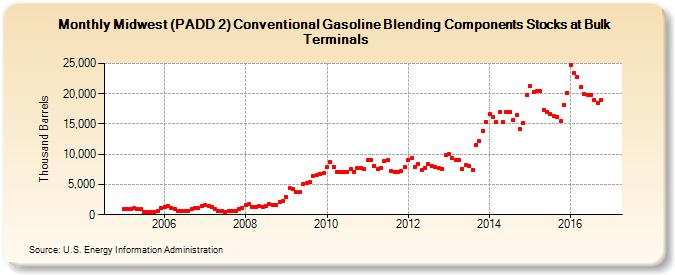 Monthly Midwest (PADD 2) Conventional Gasoline Blending Components Stocks at Bulk
Terminals
Thousand Barrels
25,000
20,000
15,000
10,000
5,000
0
2006 2008 2010 2012 2014 2016
Source: U.S. Energy Information Administration